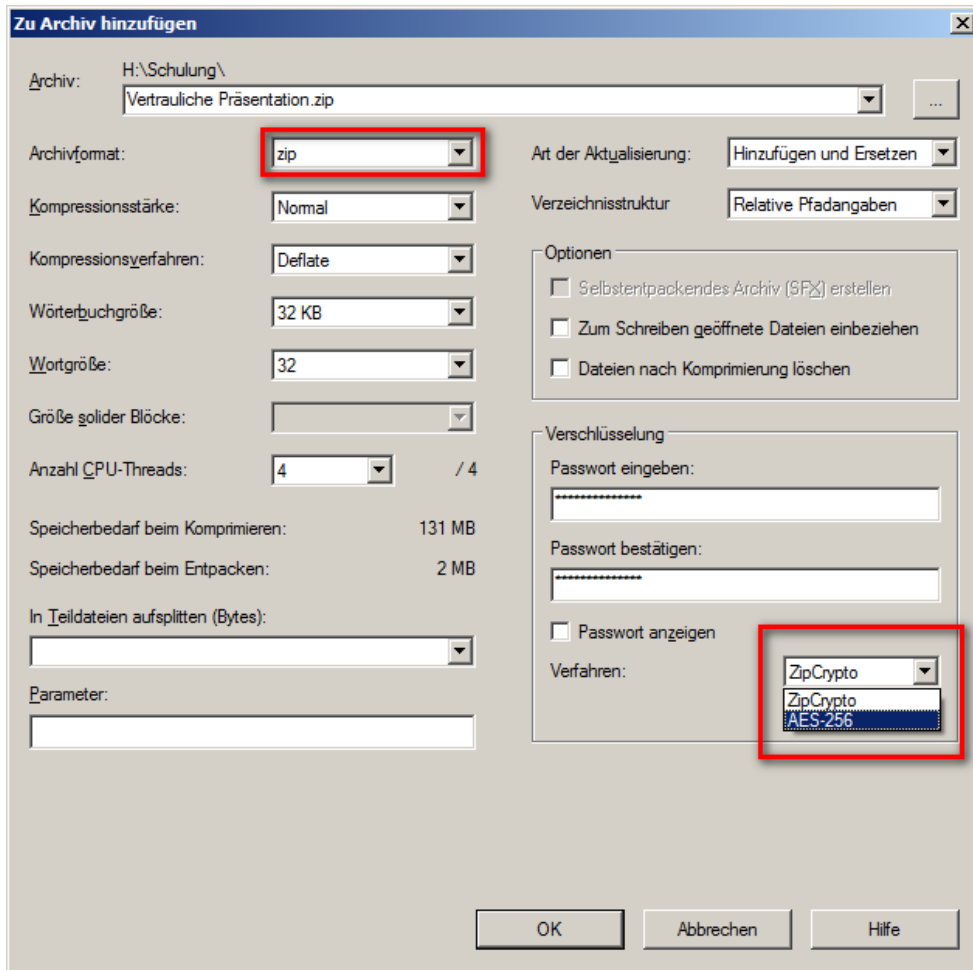 Zu Archiv hinzufügen
Archiv:
H:\Schulung\
Vertrauliche Präsentation.zip
...
Archivformat:
zip
Art der Aktualisierung:
Hinzufügen und Ersetzen
Kompressionsstärke:
Normal
Verzeichnisstruktur
Relative Pfadangaben
Kompressionsverfahren:
Deflate
Wörterbuchgröße:
32 KB
Wortgröße:
32
Größe solider Blöcke:
Anzahl CPU-Threads:
4
/ 4
Speicherbedarf beim Komprimieren:
131 MB
Speicherbedarf beim Entpacken:
2 MB
In Teildateien aufsplitten (Bytes):
Parameter:
Optionen
Selbstentpackendes Archiv (SFX) erstellen
Zum Schreiben geöffnete Dateien einbeziehen
Dateien nach Komprimierung löschen
Verschlüsselung
Passwort eingeben:
**************
Passwort bestätigen:
**************
Passwort anzeigen
Verfahren:
ZipCrypto
ZipCrypto
AES-256
OK
Abbrechen
Hilfe